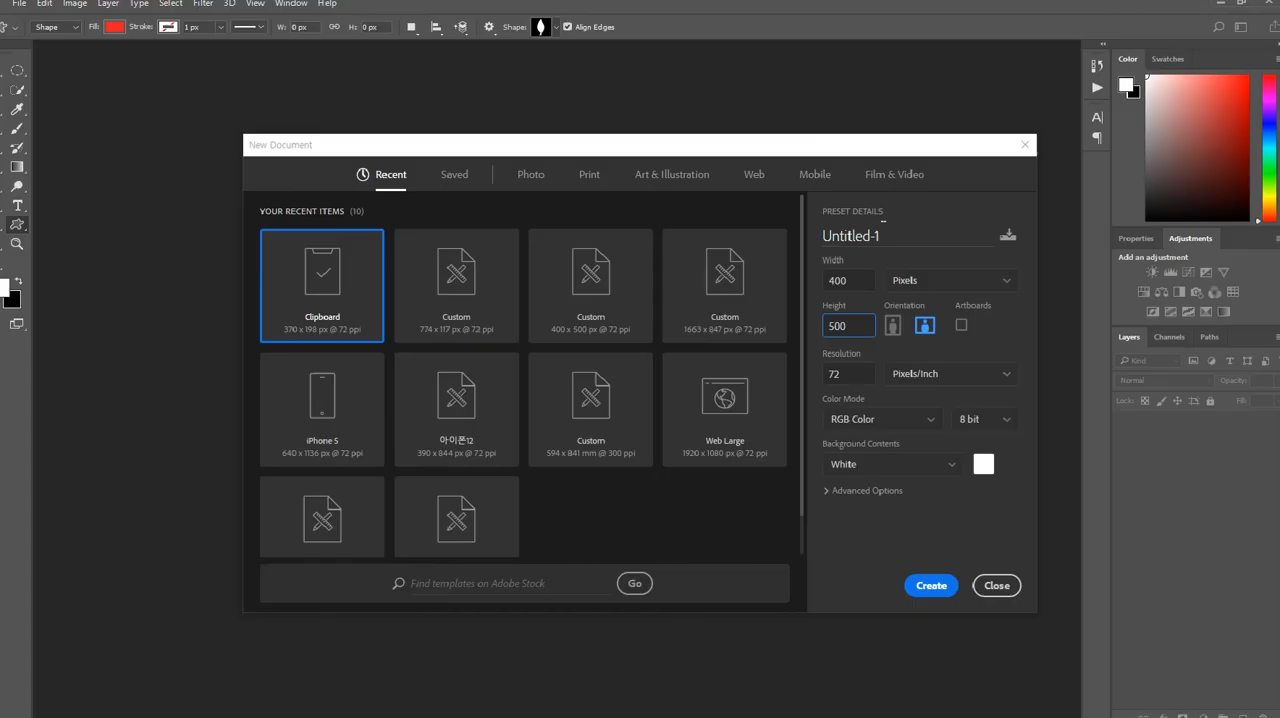 File Edit Image Layer Type Select Filter 3D View Window Help
Shape Fill: Stroke: 1 px W: 0 px H: 0 px Shape: Align Edges
New Document
Recent Saved Photo Print Art & Illustration Web Mobile Film & Video
YOUR RECENT ITEMS (10)
Clipboard
370 x 198 px @ 72 ppi
Custom
774 x 117 px @ 72 ppi
Custom
400 x 500 px @ 72 ppi
Custom
1663 x 847 px @ 72 ppi
iPhone 5
640 x 1136 px @ 72 ppi
아이폰12
390 x 844 px @ 72 ppi
Custom
594 x 841 mm @ 300 ppi
Web Large
1920 x 1080 px @ 72 ppi
Find templates on Adobe Stock Go
PRESET DETAILS
Untitled-1
Width
400 Pixels
Height Orientation Artboards
500
Resolution
72 Pixels/Inch
Color Mode
RGB Color 8 bit
Background Contents
White
Advanced Options
Create Close
Color Swatches
Properties Adjustments
Add an adjustment
Layers Channels Paths
Kind
Normal Opacity:
Lock: Fill: